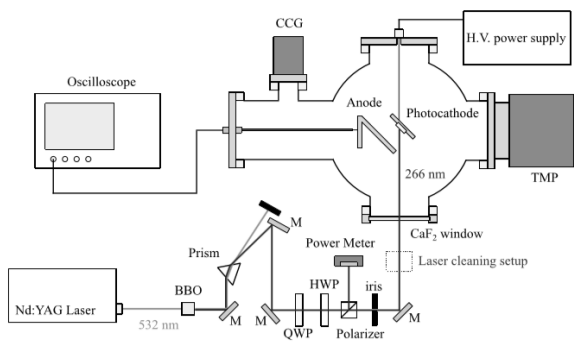 CCG
H.V. power supply
Oscilloscope
Anode
Photocathode
266 nm
TMP
CaF2 window
M
Power Meter
Laser cleaning setup
Prism
BBO
HWP
iris
Nd:YAG Laser
532 nm
M
M
QWP
Polarizer
M